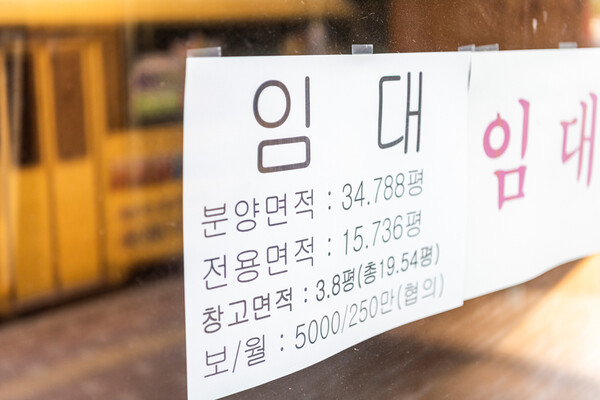 임 대
분양면적 : 34.788평
전용면적 : 15.736평
창고면적 : 3.8평(총19.54평)
보/월 : 5000/250만(협의)
임 대